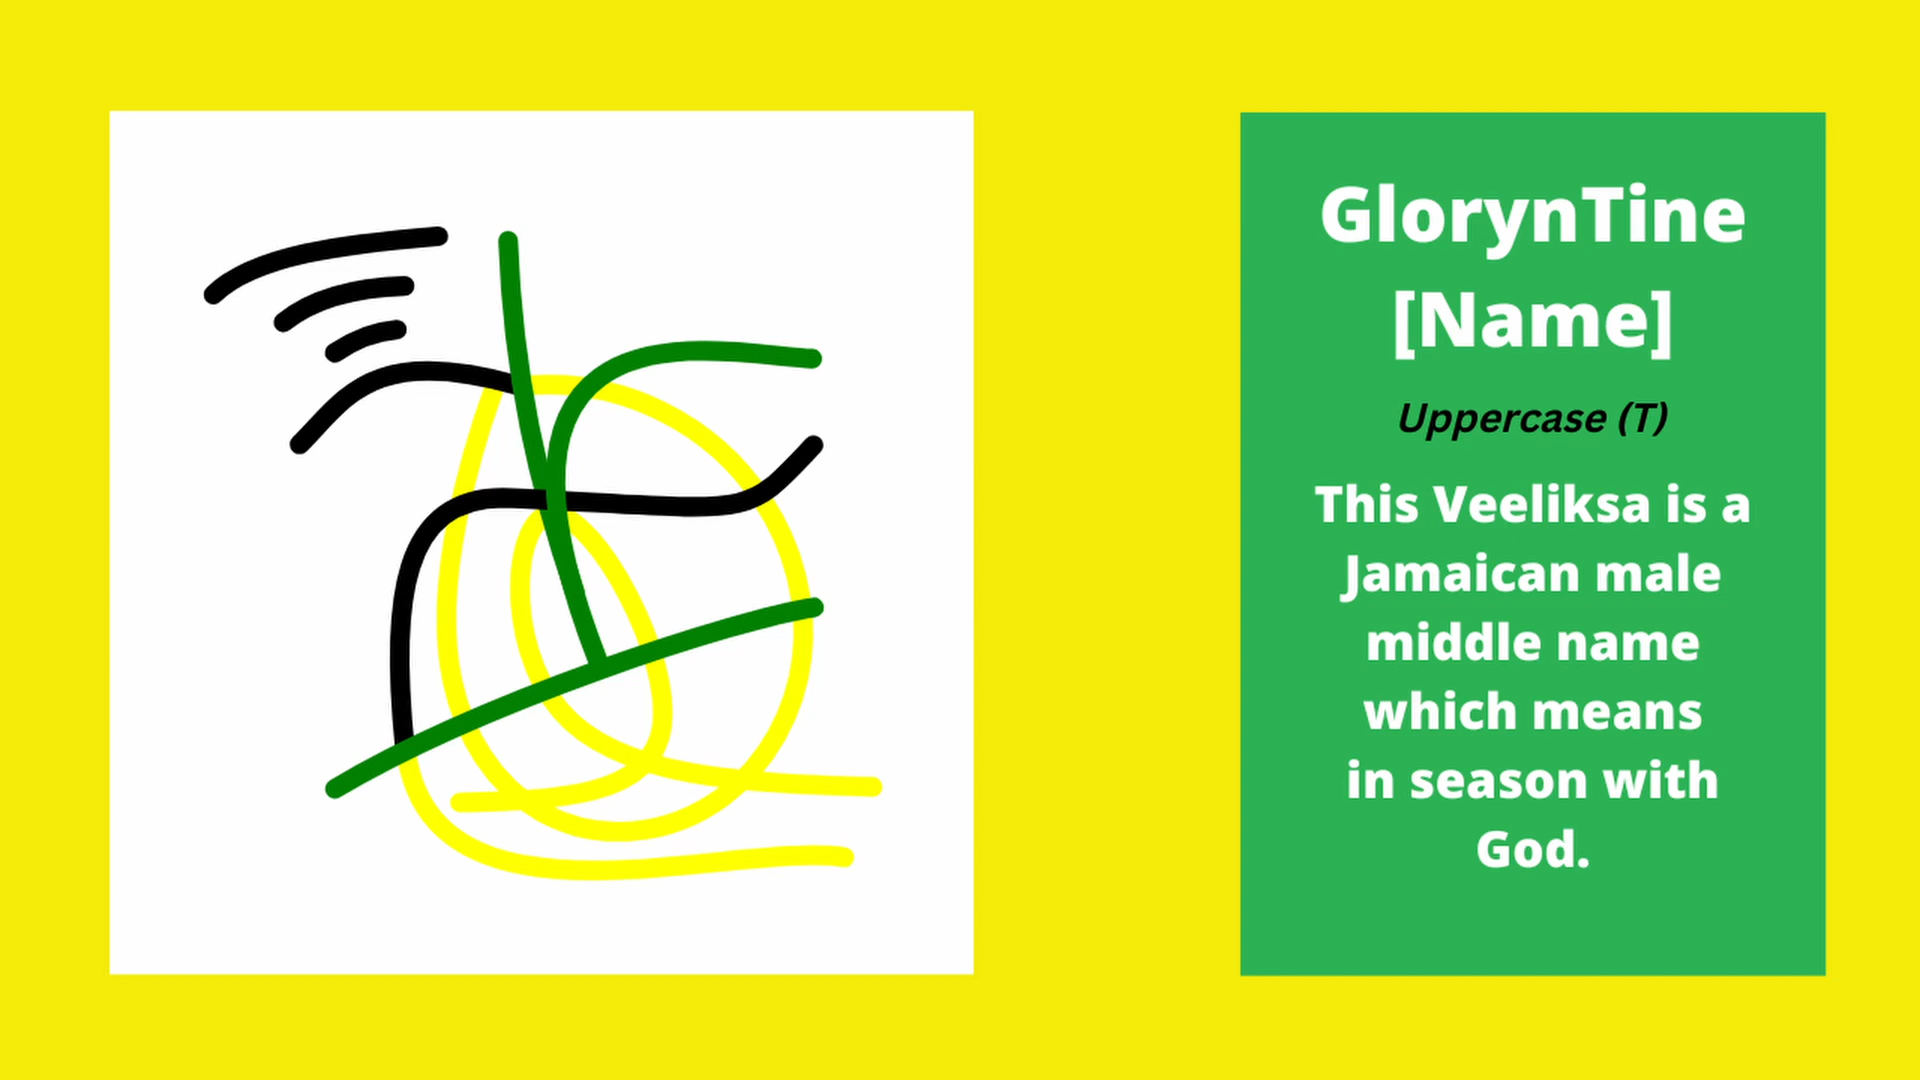 GlorynTine
[Name]
Uppercase (T)
This Veeliksa is a
Jamaican male
middle name
which means
in season with
God.